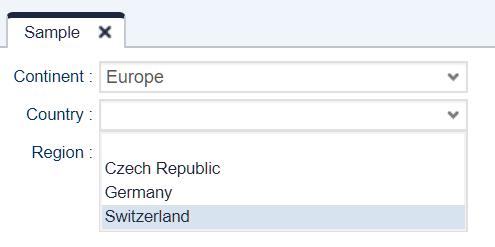 Sample
Continent : Europe
Country :
Region :
Czech Republic
Germany
Switzerland